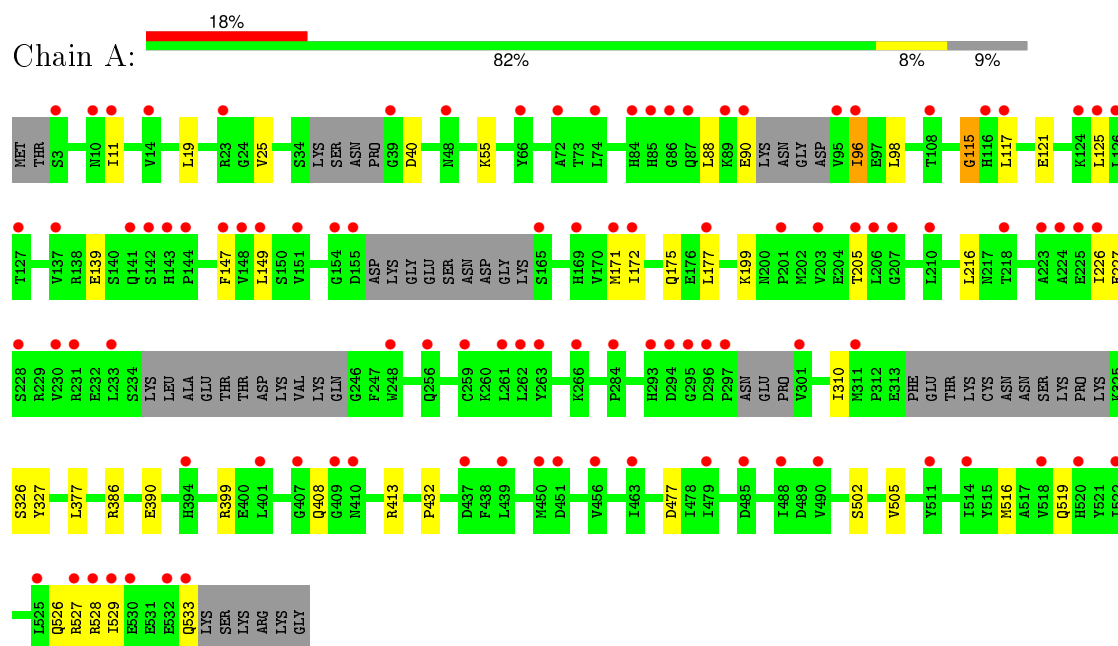 18%
Chain A:
82% 8% 9%
MET THR S3 N10 I11 V14 L19 R23 G24 V25 S34 LYS SER ASN PRO G39 D40 N48 K55 Y66 A72 T73 L74 H84 H85 G86 Q87 L88 K89 E90 LYS ASN GLY ASP V95 I96 E97 L98 T108 G115 H116 L117 E121 K124 L125 L126
T127 V137 R138 E139 S140 Q141 S142 H143 P144 F147 V148 L149 S150 V151 G154 D155 ASP LYS GLY GLU SER ASN ASP GLY LYS S165 H169 V170 M171 I172 Q175 E176 L177 K199 N200 P201 M202 V203 E204 T205 L206 G207 L210 L216 N217 T218 A223 A224 E225 I226 E227
S228 R229 V230 R231 E232 L233 S234 LYS LEU ALA GLU THR THR ASP LYS VAL LYS GLN G246 F247 W248 Q256 C259 K260 L261 L262 Y263 K266 P284 H293 D294 G295 D296 P297 ASN GLU PRO V301 I310 M311 P312 E313 PHE GLU THR LYS CYS ASN ASN SER LYS PRO LYS K325
S326 Y327 L377 R386 E390 H394 R399 E400 L401 G407 Q408 G409 N410 R413 P432 D437 F438 L439 M450 D451 V456 I463 D477 I478 I479 D485 I488 D489 V490 S502 V505 Y511 I514 Y515 M516 A517 V518 Q519 H520 Y521
L525 Q526 R527 R528 I529 E530 E531 E532 Q533 LYS SER LYS ARG LYS GLY